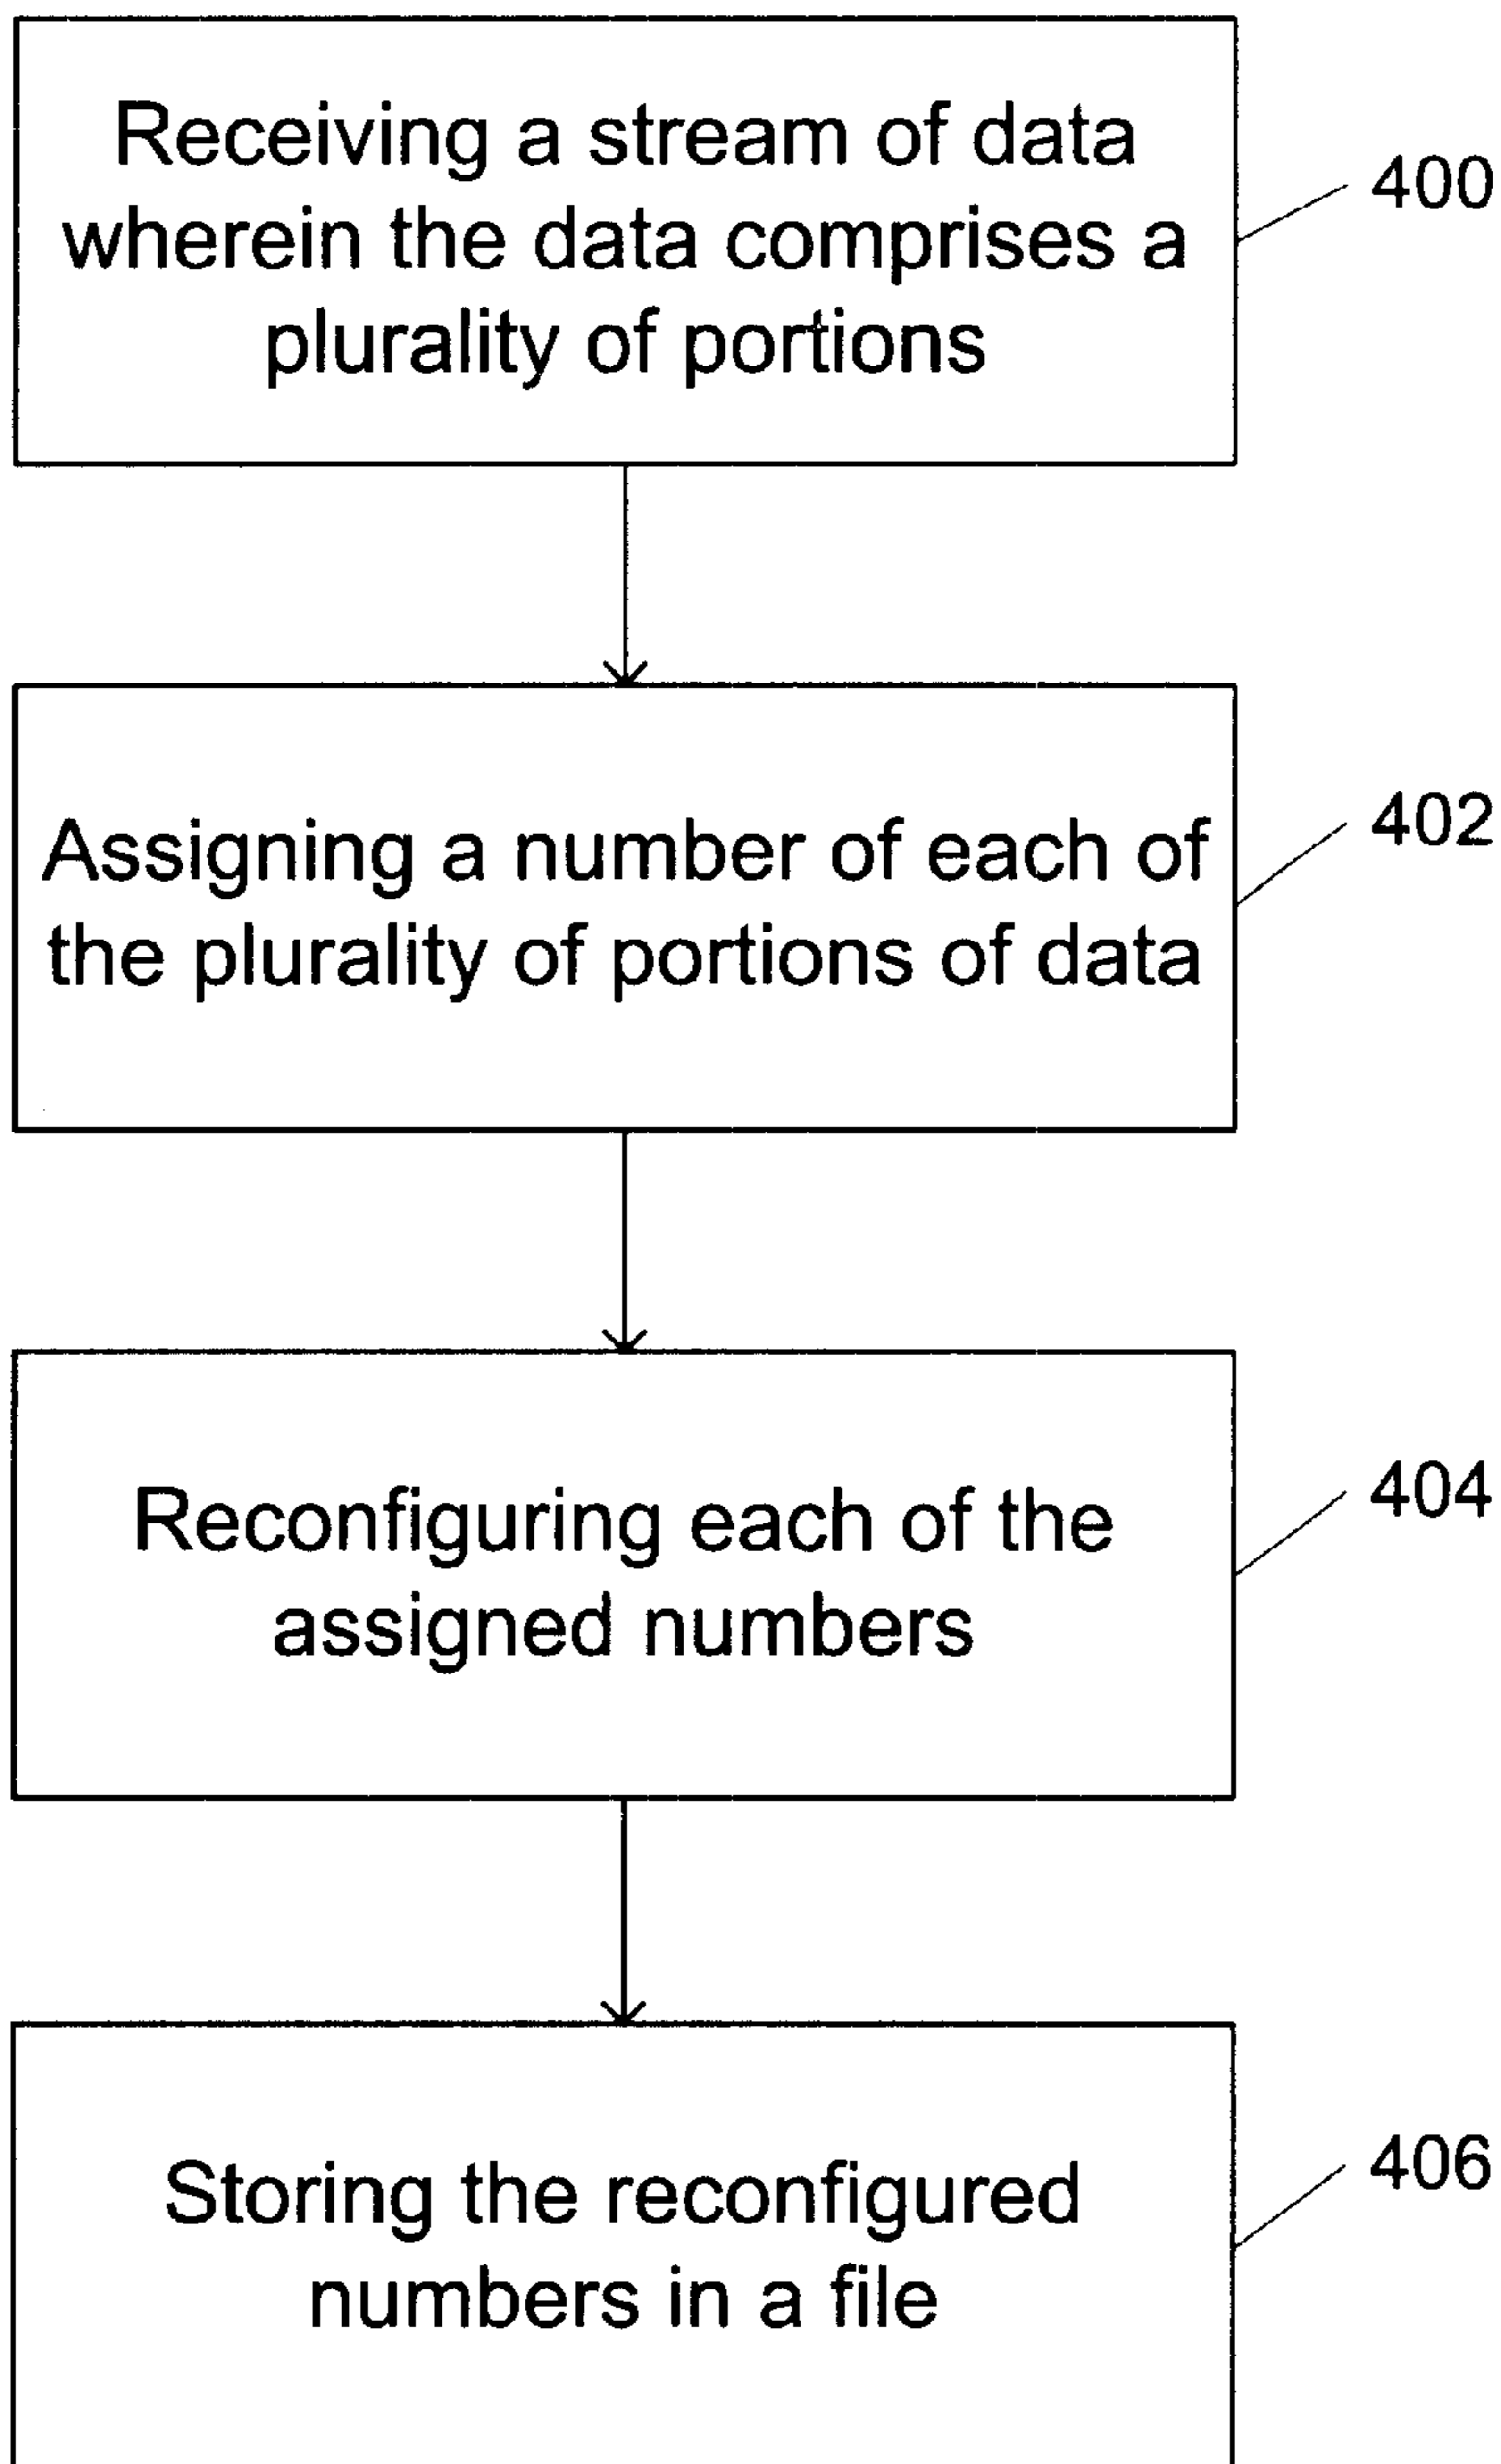 Receiving a stream of data
wherein the data comprises a
plurality of portions
400
Assigning a number of each of
the plurality of portions of data
402
Reconfiguring each of the
assigned numbers
404
Storing the reconfigured
numbers in a file
406